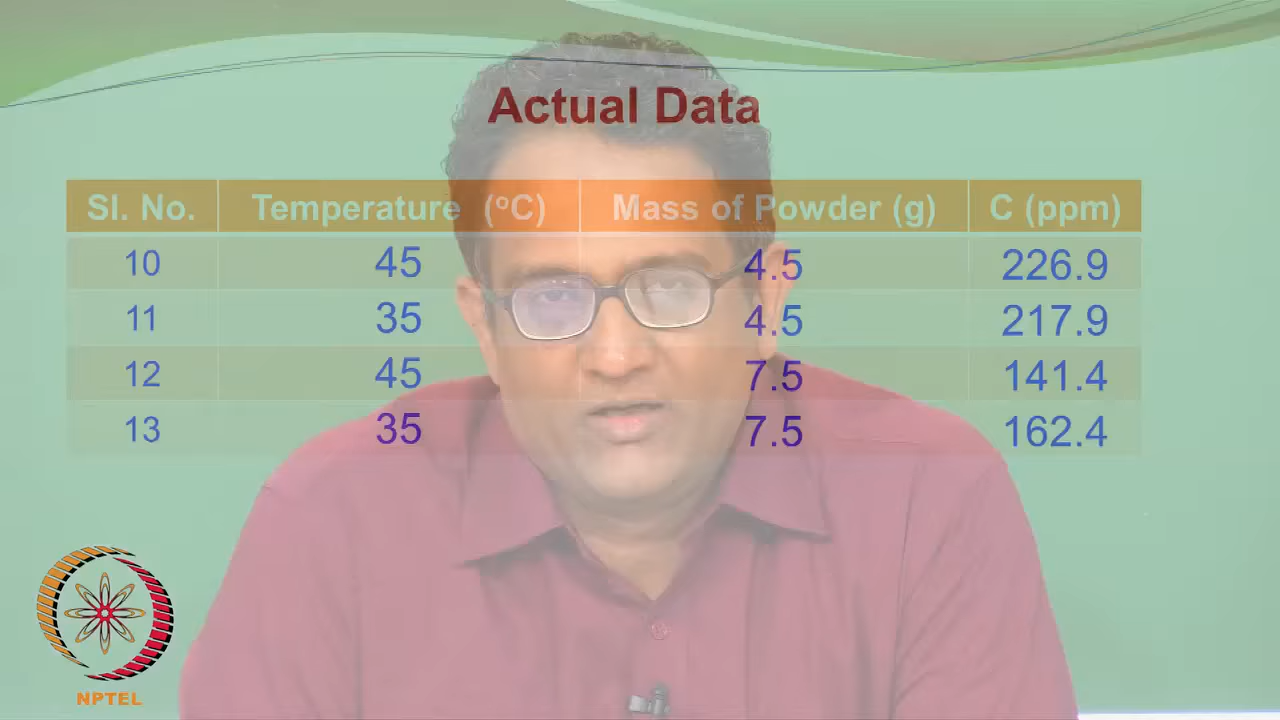 Actual Data
Sl. No. Temperature (°C) Mass of Powder (g) C (ppm)
10 45 4.5 226.9
11 35 4.5 217.9
12 45 7.5 141.4
13 35 7.5 162.4
NPTEL